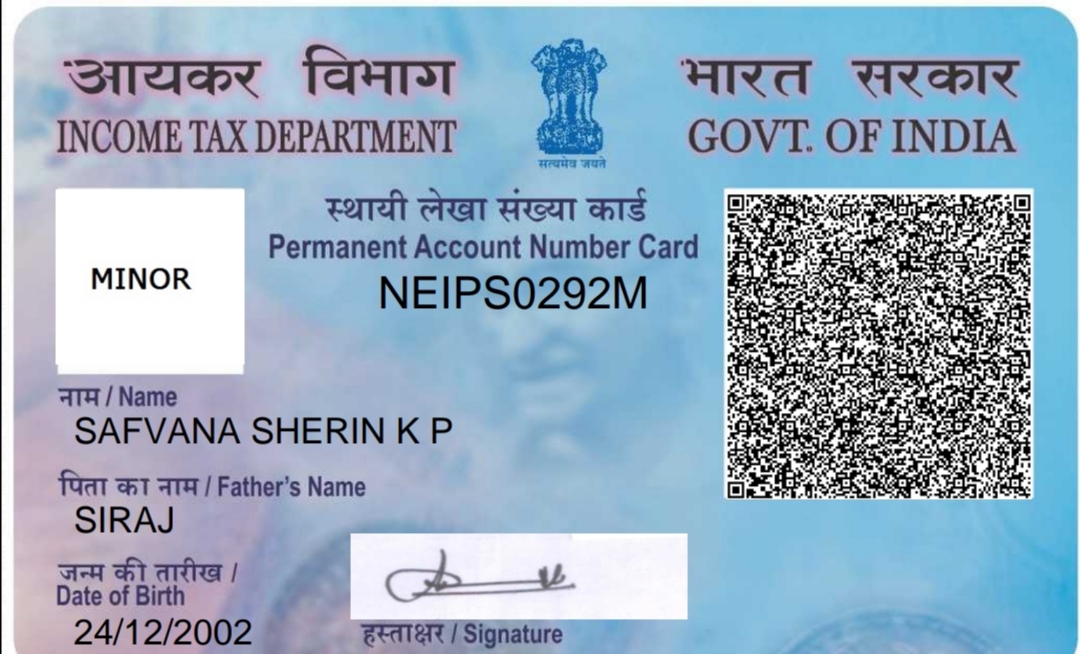 आयकर विभाग
INCOME TAX DEPARTMENT
सत्यमेव जयते
भारत सरकार
GOVT. OF INDIA
स्थायी लेखा संख्या कार्ड
Permanent Account Number Card
NEIPS0292M
MINOR
नाम / Name
SAFVANA SHERIN K P
पिता का नाम / Father's Name
SIRAJ
जन्म की तारीख /
Date of Birth
24/12/2002
हस्ताक्षर / Signature